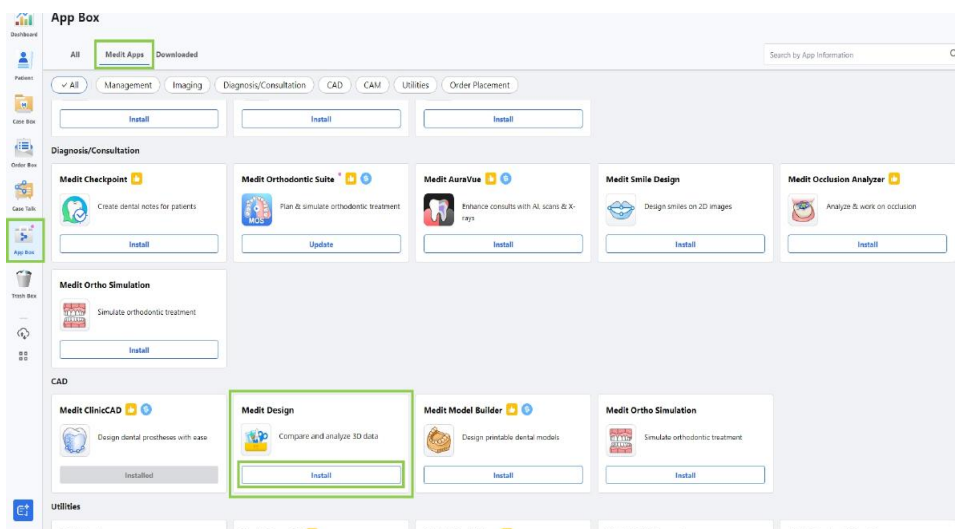 App Box
Dashboard
All Medit Apps Downloaded
Search by App Information
Patient
All Management Imaging Diagnosis/Consultation CAD CAM Utilities Order Placement
Case Box
Install Install Install
Order Box
Diagnosis/Consultation
Case Talk
Medit Checkpoint
Create dental notes for patients
Install
Medit Orthodontic Suite
Plan & simulate orthodontic treatment
MOS
Update
Medit AuraVue
Enhance consults with AI, scans & X-
rays
Install
Medit Smile Design
Design smiles on 2D images
Install
Medit Occlusion Analyzer
Analyze & work on occlusion
Install
App Box
Trash Box
Medit Ortho Simulation
Simulate orthodontic treatment
Install
CAD
Medit ClinicCAD
Design dental prostheses with ease
Installed
Medit Design
Compare and analyze 3D data
Install
Medit Model Builder
Design printable dental models
Install
Medit Ortho Simulation
Simulate orthodontic treatment
Install
Utilities